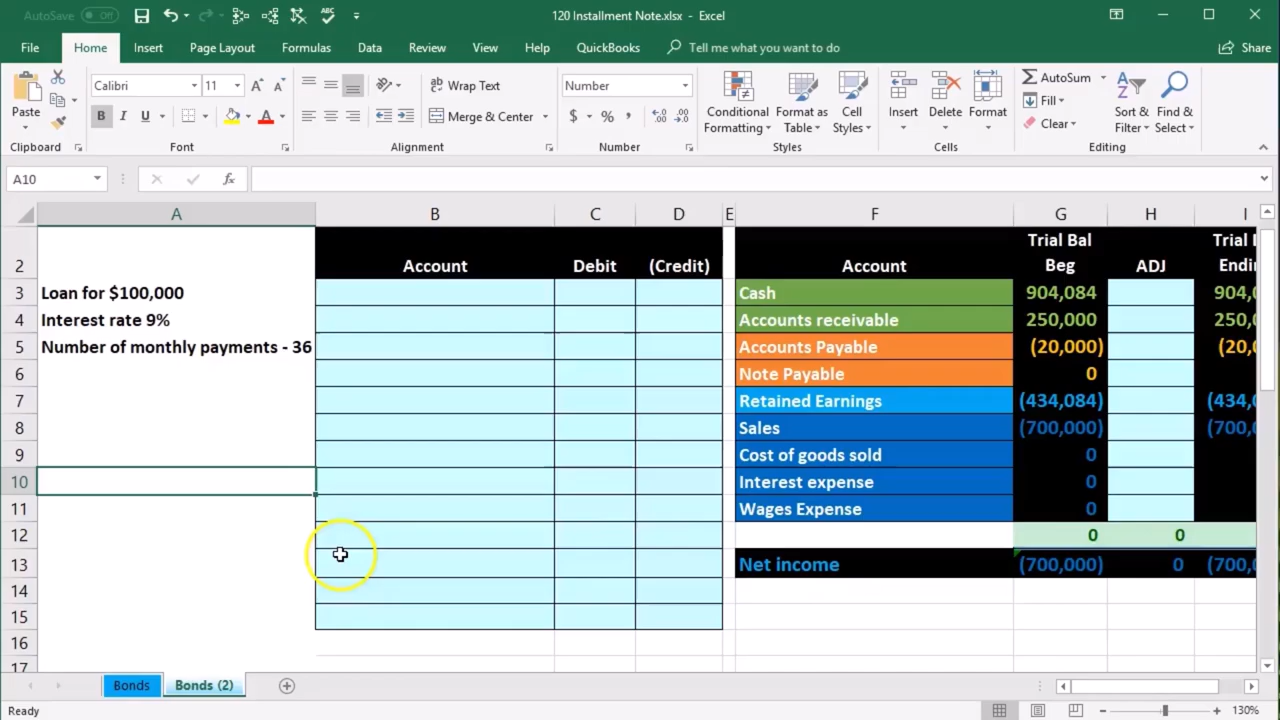 AutoSave Off
120 Installment Note.xlsx - Excel
File Home Insert Page Layout Formulas Data Review View Help QuickBooks Tell me what you want to do Share
Paste
Clipboard
Calibri 11
B I U
Font
Wrap Text
Merge & Center
Alignment
Number
$ % ,
Number
Conditional Formatting
Format as Table
Cell Styles
Styles
Insert Delete Format
Cells
AutoSum
Fill
Clear
Sort & Filter
Find & Select
Editing
A10
fx
A B C D E F G H I
2 Account Debit (Credit) Account Trial Bal Beg ADJ
3 Loan for $100,000 Cash 904,084
4 Interest rate 9% Accounts receivable 250,000
5 Number of monthly payments - 36 Accounts Payable (20,000)
6 Note Payable 0
7 Retained Earnings (434,084)
8 Sales (700,000)
9 Cost of goods sold 0
10 Interest expense 0
11 Wages Expense 0
12 0 0
13 Net income (700,000) 0
14
15
16
17
Bonds Bonds (2)
Ready
130%